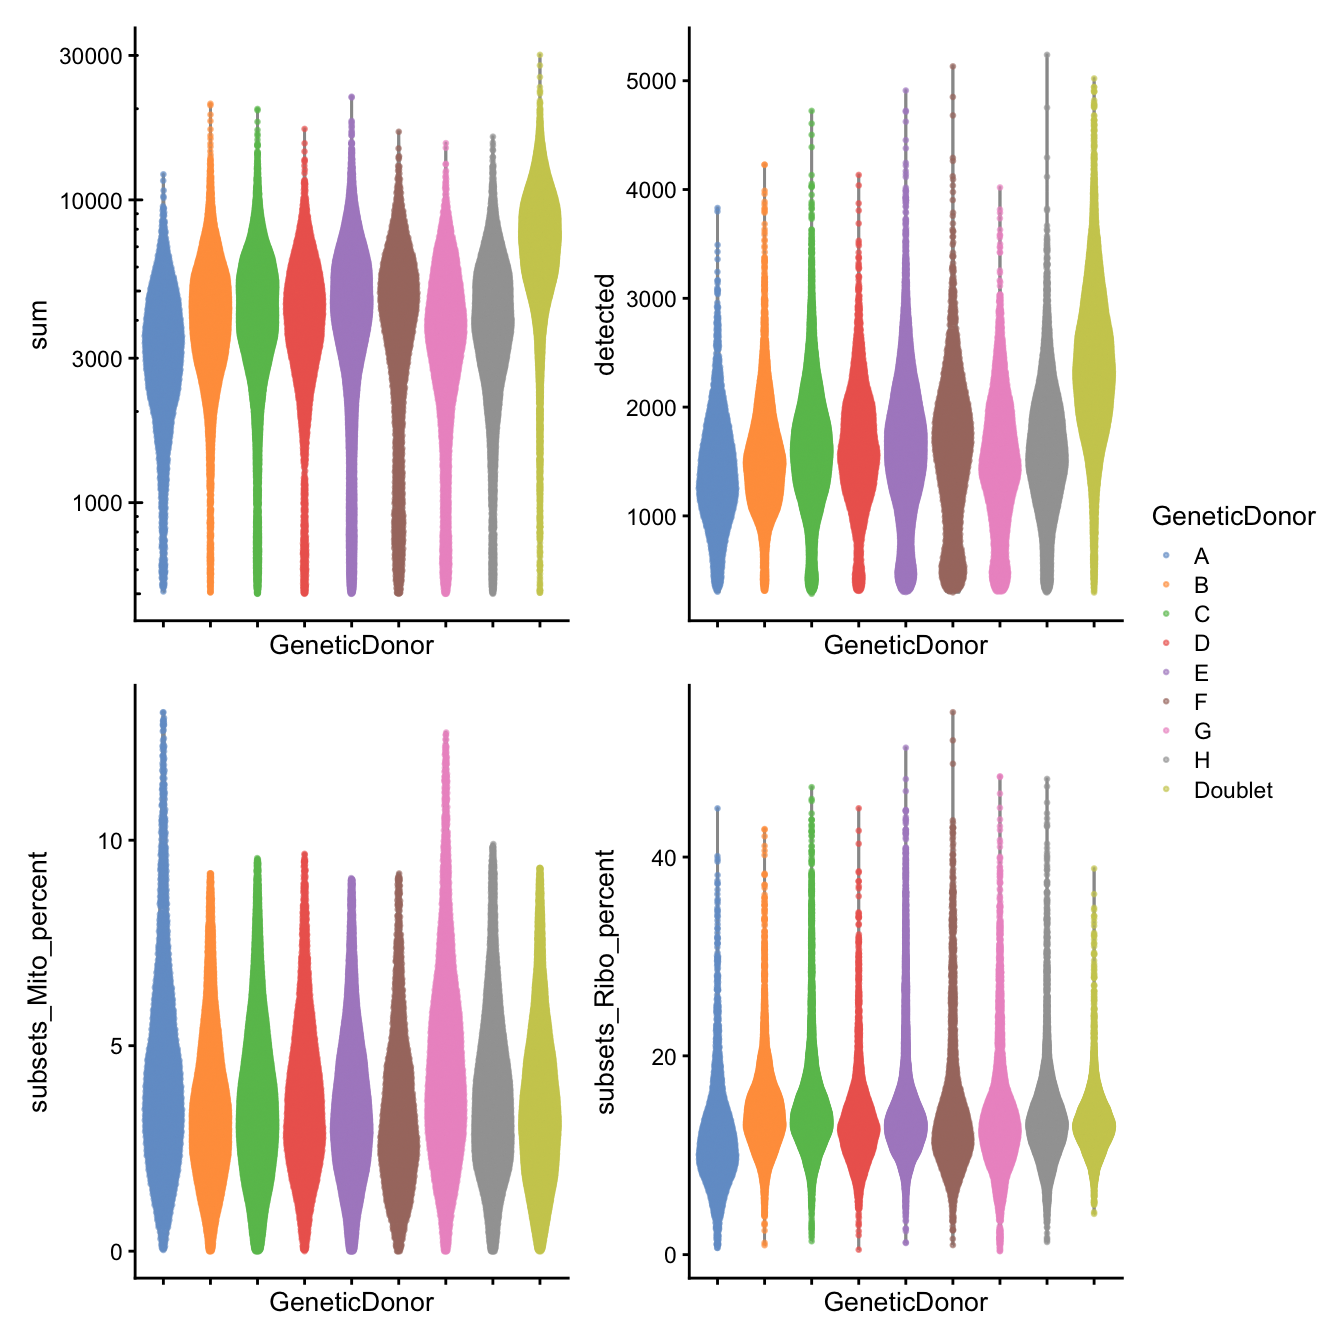 30000
10000
3000
1000
sum
GeneticDonor
5000
4000
3000
2000
1000
detected
GeneticDonor
10
5
0
subsets_Mito_percent
GeneticDonor
40
20
0
subsets_Ribo_percent
GeneticDonor
GeneticDonor
A
B
C
D
E
F
G
H
Doublet